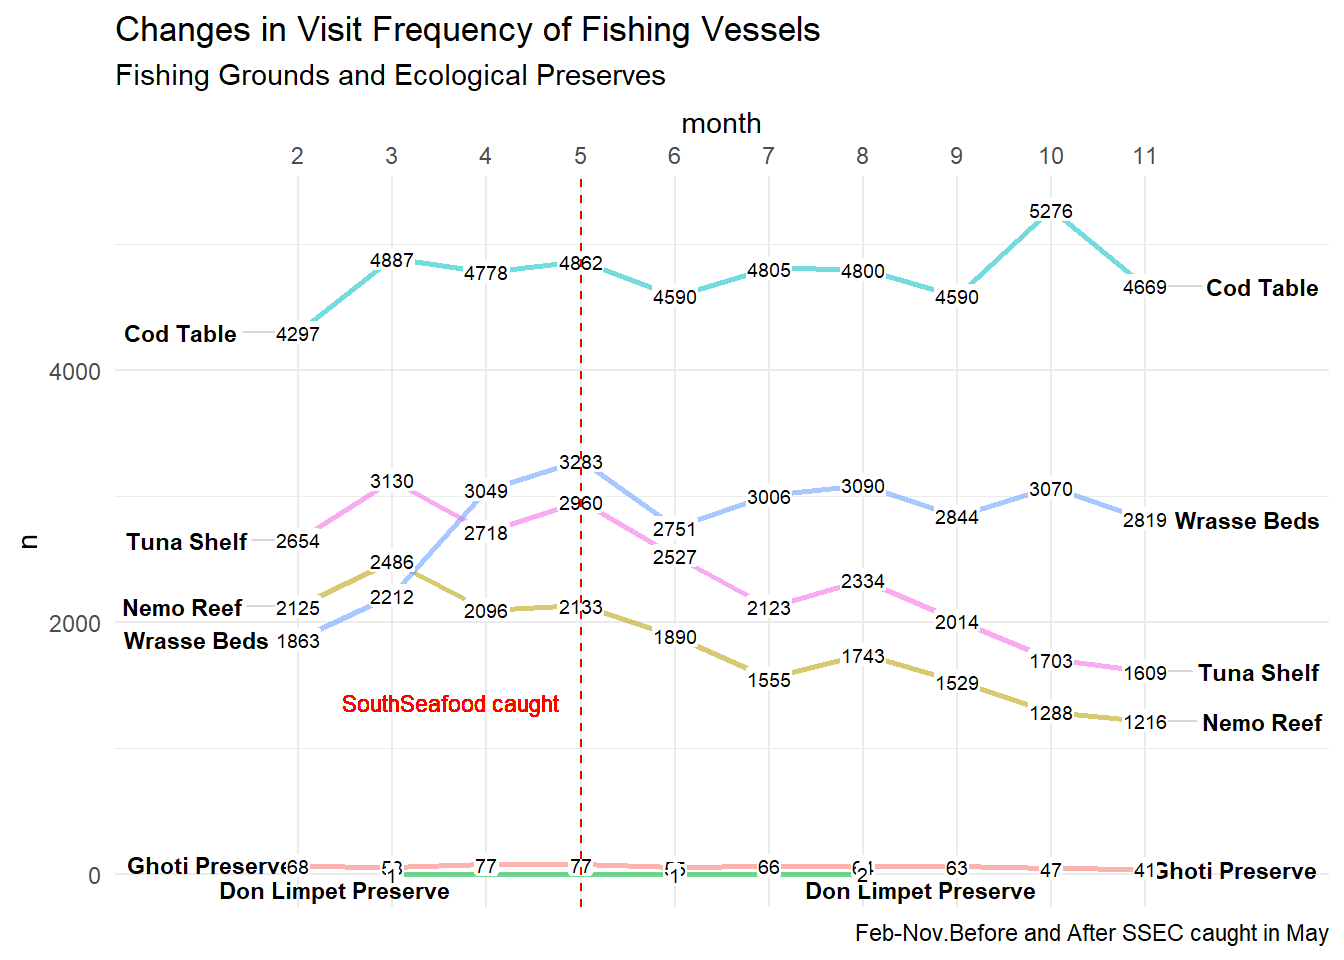 Changes in Visit Frequency of Fishing Vessels
Fishing Grounds and Ecological Preserves
month
2 3 4 5 6 7 8 9 10 11
5276
4887 4778 4862 4590 4805 4800 4590 4669 Cod Table
Cod Table 4297
4000
3130 3049 3283 3006 3090 3070
2718 2960 2751 2844 2819 Wrasse Beds
Tuna Shelf 2654
n
2527
2486 2334
Nemo Reef 2125 2212 2096 2133 2123 2014
2000
Wrasse Beds 1863 1890
1743 1703 1609 Tuna Shelf
1555 1529
SouthSeafood caught
1288 1216 Nemo Reef
Ghoti Preserve 68 77 77 66 63 47 41 Ghoti Preserve
0 1 1 2
Don Limpet Preserve Don Limpet Preserve
Feb-Nov.Before and After SSEC caught in May